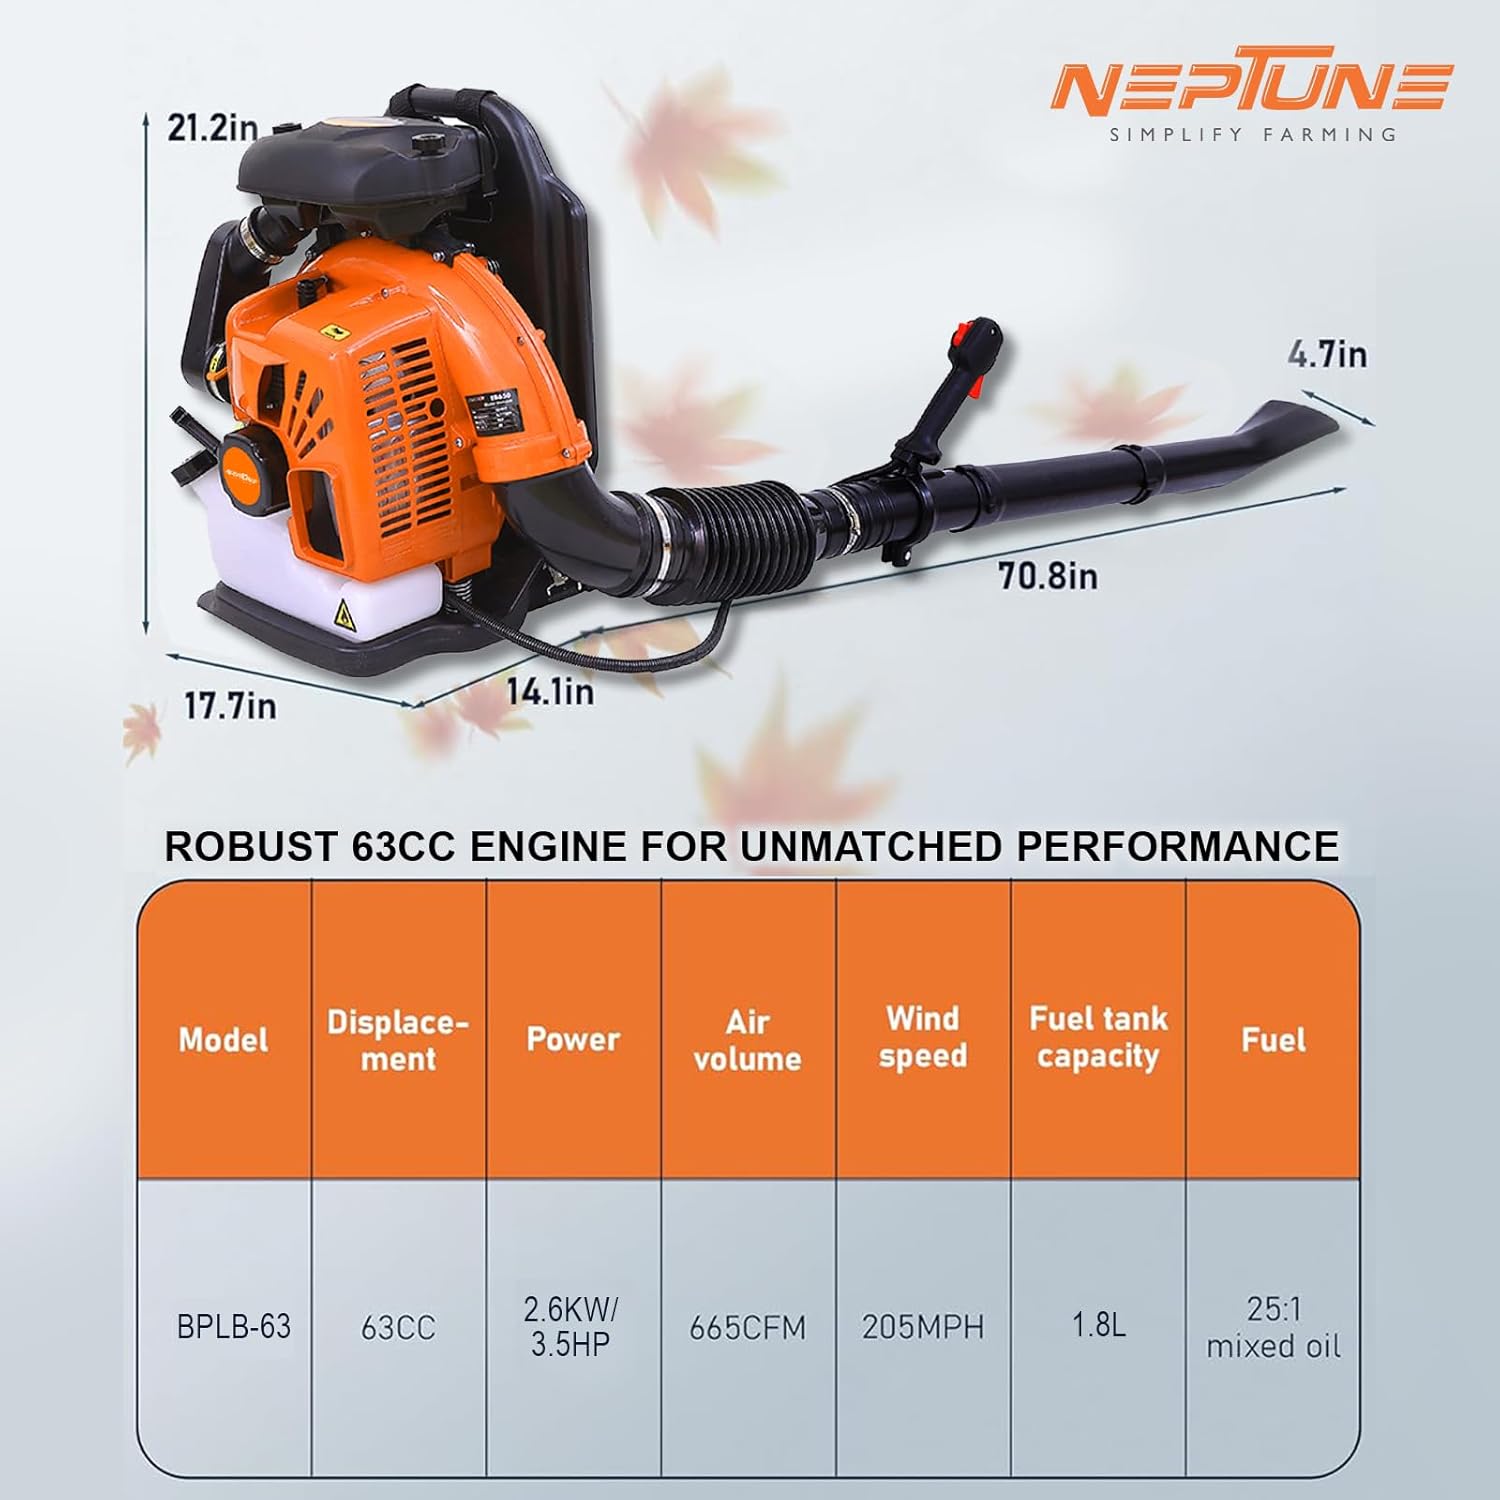 NEPTUNE
SIMPLIFY FARMING
21.2in
4.7in
EB650
NEPTUNE
70.8in
14.1in
17.7in
ROBUST 63CC ENGINE FOR UNMATCHED PERFORMANCE
Model
Displace-
ment
Power
Air
volume
Wind
speed
Fuel tank
capacity
Fuel
BPLB-63
63CC
2.6KW/
3.5HP
665CFM
205MPH
1.8L
25:1
mixed oil